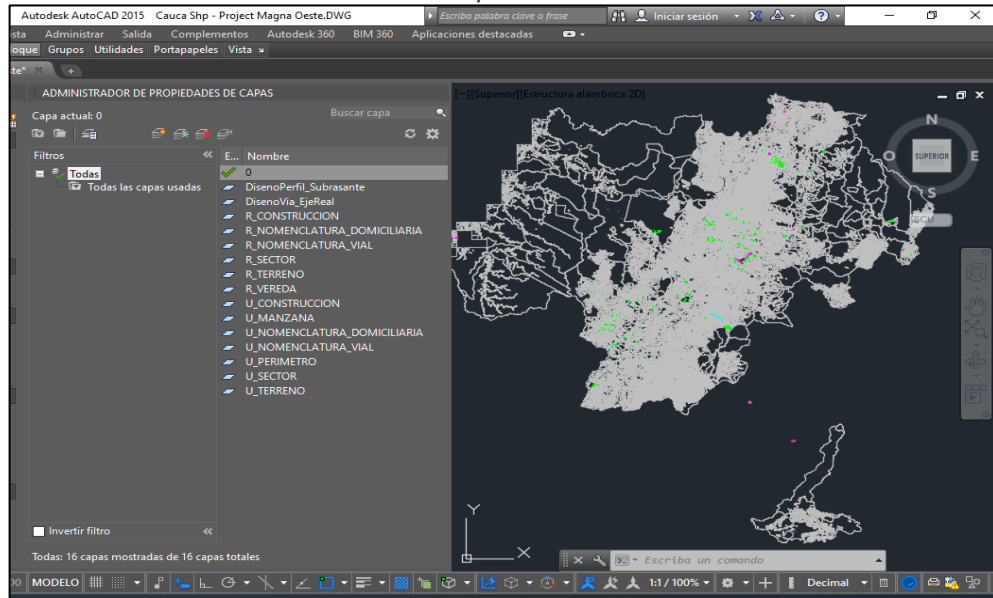 Autodesk AutoCAD 2015 Cauca Shp - Project Magna Oeste.DWG
Escriba palabra clave o frase
Iniciar sesión
Administrar Salida Complementos Autodesk 360 BIM 360 Aplicaciones destacadas
Grupos Utilidades Portapapeles Vista
ADMINISTRADOR DE PROPIEDADES DE CAPAS
Capa actual: 0
Buscar capa
Filtros
E... Nombre
Todas
Todas las capas usadas
0
DisenoPerfil_Subrasante
DisenoVia_EjeReal
R_CONSTRUCCION
R_NOMENCLATURA_DOMICILIARIA
R_NOMENCLATURA_VIAL
R_SECTOR
R_TERRENO
R_VEREDA
U_CONSTRUCCION
U_MANZANA
U_NOMENCLATURA_DOMICILIARIA
U_NOMENCLATURA_VIAL
U_PERIMETRO
U_SECTOR
U_TERRENO
Invertir filtro
Todas: 16 capas mostradas de 16 capas totales
[−][Superior][Estructura alámbrica 2D]
N
O
SUPERIOR
E
S
SCU
Y
X
Escriba un comando
MODELO
1:1 / 100%
Decimal